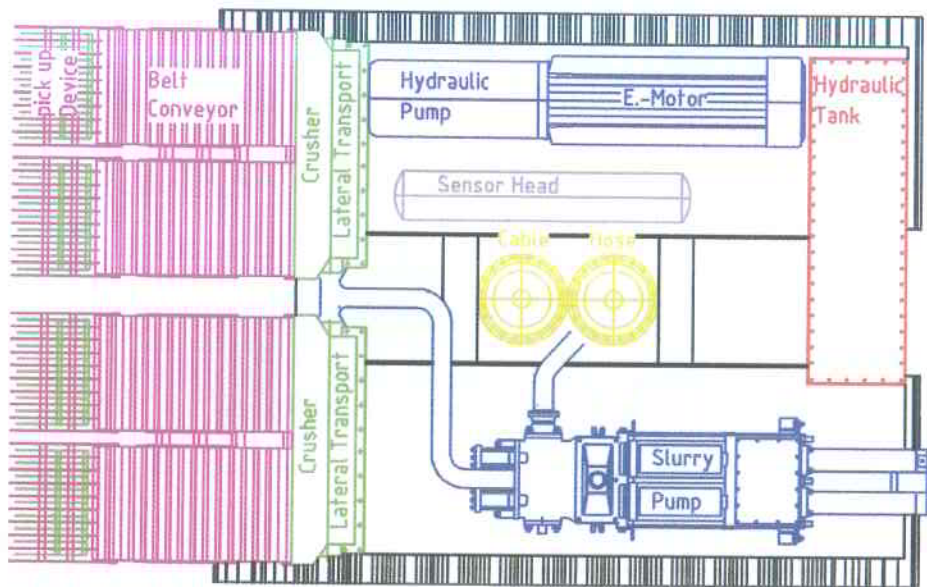 pick up
Device
Belt
Conveyor
Crusher
Lateral Transport
Hydraulic
Pump
E.-Motor
Hydraulic
Tank
Sensor Head
Cable
Hose
Crusher
Lateral Transport
Slurry
Pump